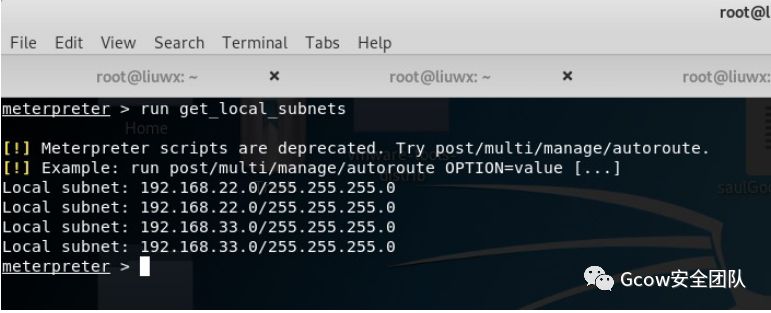 root@l
File Edit View Search Terminal Tabs Help
root@liuwx: ~ × root@liuwx: ~ × root@liuwx:
meterpreter > run get_local_subnets
Home
[!] Meterpreter scripts are deprecated. Try post/multi/manage/autoroute.
[!] Example: run post/multi/manage/autoroute OPTION=value [...]
Local subnet: 192.168.22.0/255.255.255.0
saulGo
Local subnet: 192.168.22.0/255.255.255.0
Local subnet: 192.168.33.0/255.255.255.0
Local subnet: 192.168.33.0/255.255.255.0
meterpreter >
Gcow安全团队